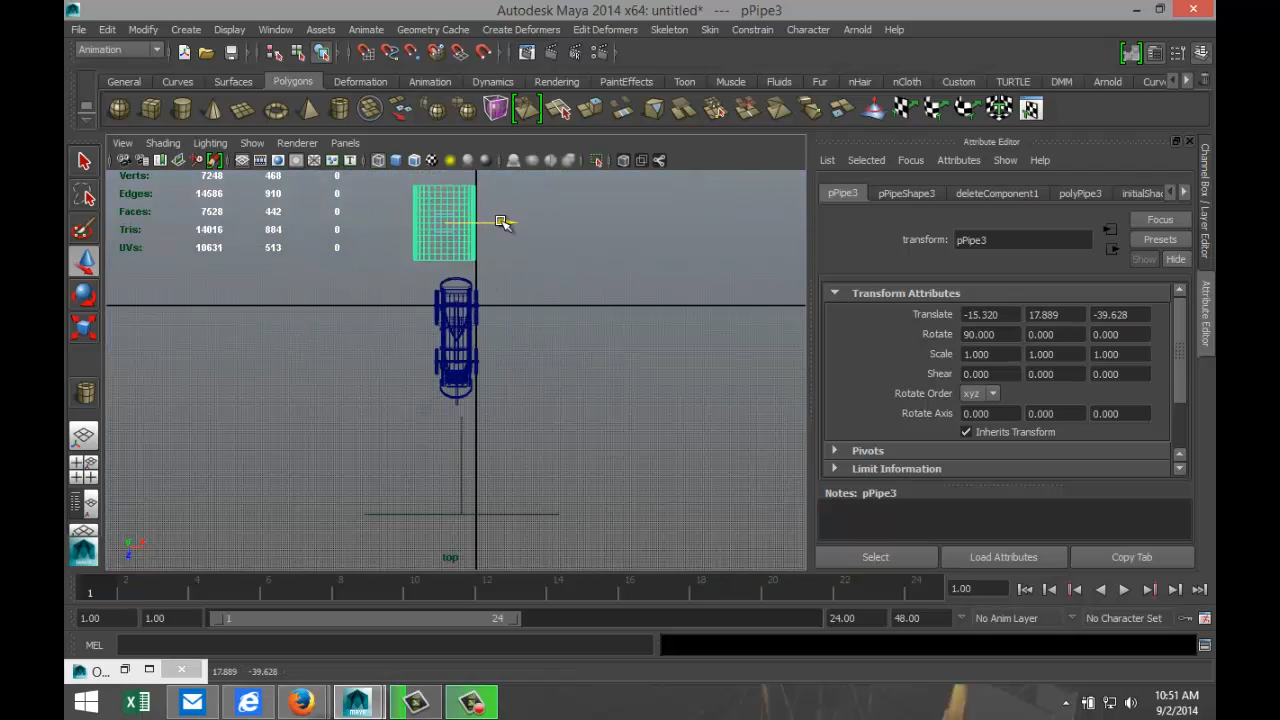 Autodesk Maya 2014 x64: untitled* --- pPipe3
File Edit Modify Create Display Window Assets Animate Geometry Cache Create Deformers Edit Deformers Skeleton Skin Constrain Character Arnold Help
Animation
General Curves Surfaces Polygons Deformation Animation Dynamics Rendering PaintEffects Toon Muscle Fluids Fur nHair nCloth Custom TURTLE DMM Arnold Curv
View Shading Lighting Show Renderer Panels
Attribute Editor
List Selected Focus Attributes Show Help
Verts: 7248 468 0
Edges: 14586 910 0
Faces: 7528 442 0
Tris: 14016 884 0
UVs: 18631 513 0
pPipe3 pPipeShape3 deleteComponent1 polyPipe3 initialShac
Focus
transform: pPipe3
Presets
Show Hide
Transform Attributes
Translate -15.320 17.889 -39.628
Rotate 90.000 0.000 0.000
Scale 1.000 1.000 1.000
Shear 0.000 0.000 0.000
Rotate Order xyz
Rotate Axis 0.000 0.000 0.000
Inherits Transform
Pivots
Limit Information
Notes: pPipe3
Select Load Attributes Copy Tab
Channel Box / Layer Editor
Attribute Editor
top
2 4 6 8 10 12 14 16 18 20 22 24
1
1.00
1.00 1.00 1 24 24.00 48.00 No Anim Layer No Character Set
MEL
O... 17.889 -39.628
10:51 AM
9/2/2014